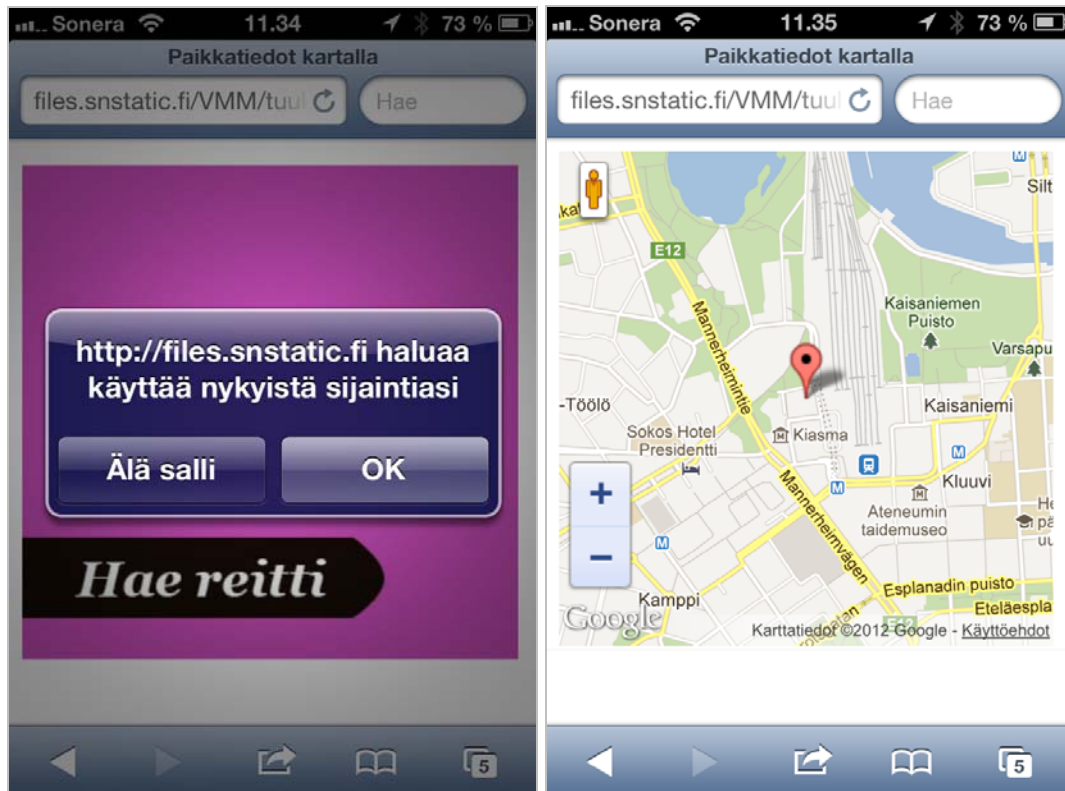 Sonera 11.34 73 %
Paikkatiedot kartalla
files.snstatic.fi/VMM/tuul
Hae
http://files.snstatic.fi haluaa
käyttää nykyistä sijaintiasi
Älä salli
OK
Hae reitti
5
Sonera 11.35 73 %
Paikkatiedot kartalla
files.snstatic.fi/VMM/tuul
Hae
M
Silt
E12
Kaisaniemen
Puisto
Mannerheimintie
Varsapu
-Töölö
Kaisaniemi
Sokos Hotel
Presidentti
Kiasma
M
Kluuvi
M
Ateneumin
taidemuseo
M
Mannerheimvägen
Esplanadin puisto
Kamppi
Eteläespla
E12
Google
Karttatiedot ©2012 Google - Käyttöehdot
5